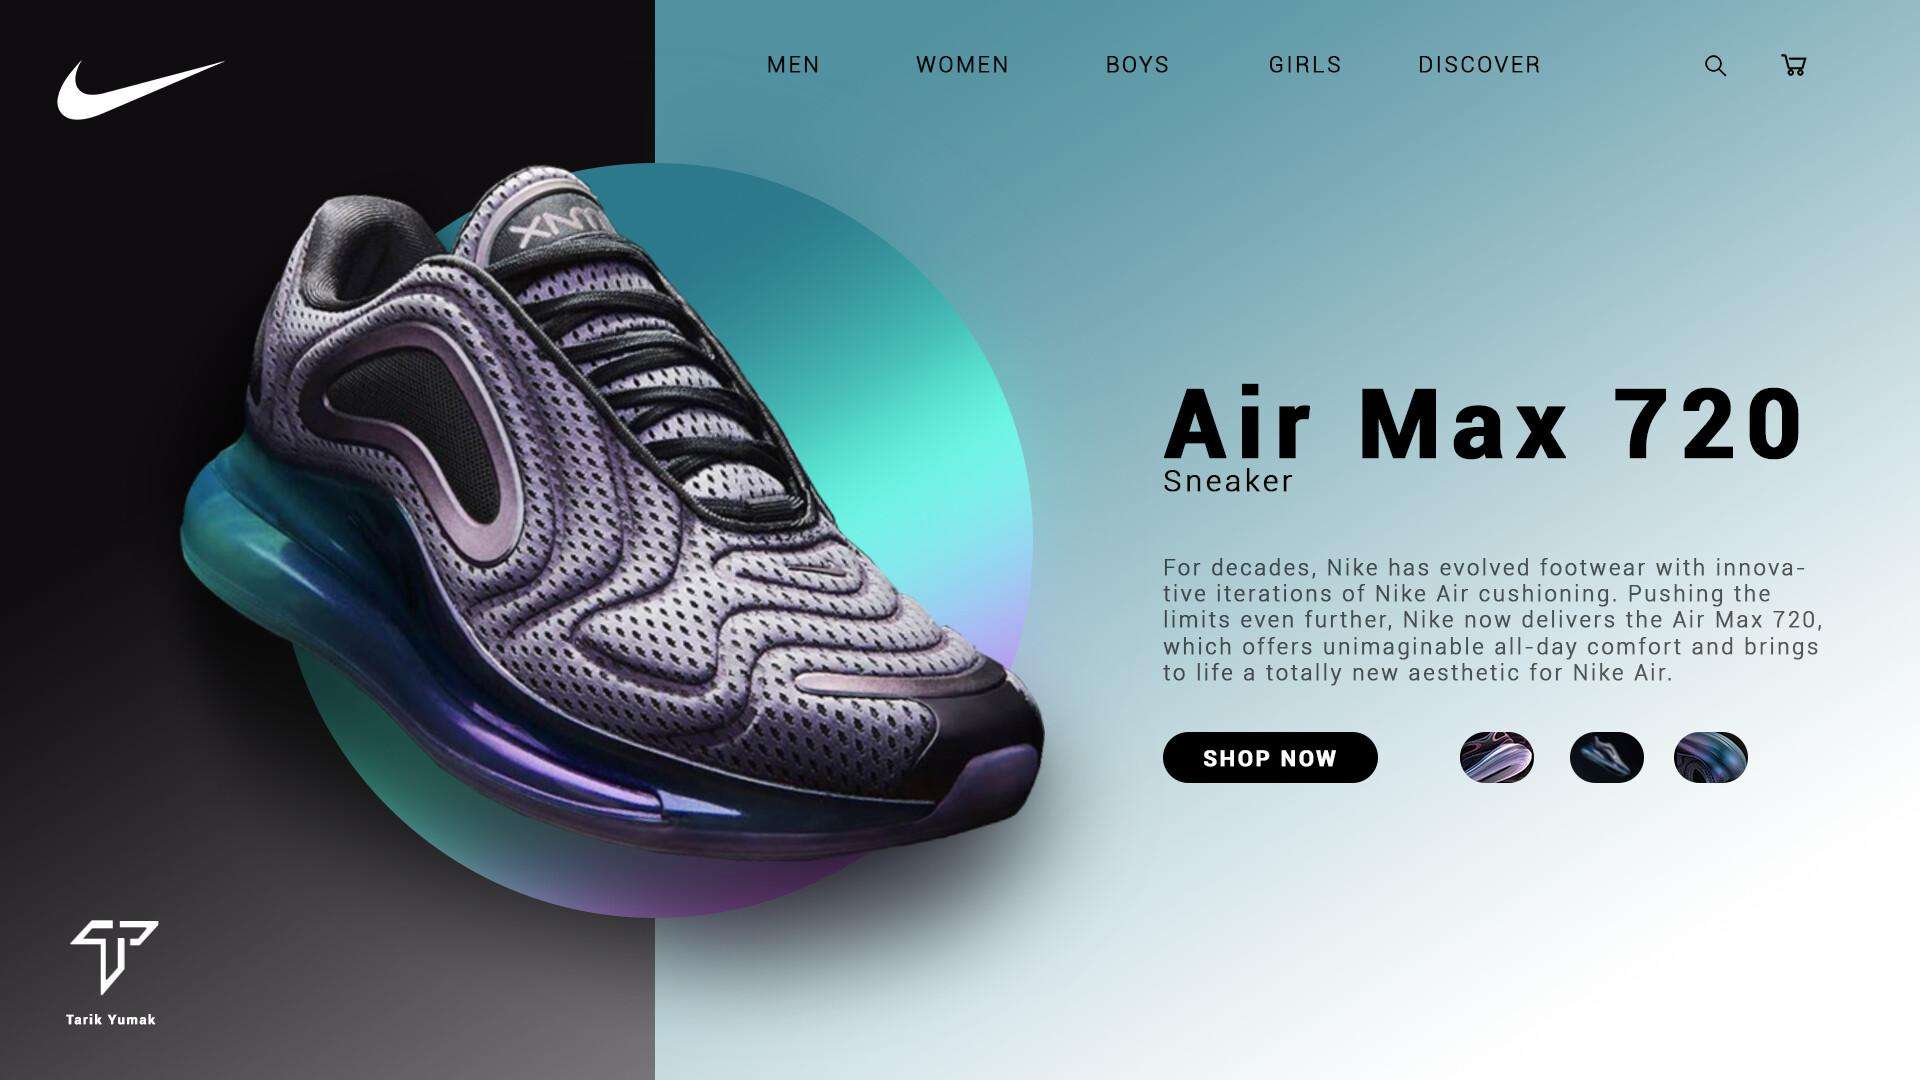 MEN WOMEN BOYS GIRLS DISCOVER
Air Max 720
Sneaker
For decades, Nike has evolved footwear with innova-
tive iterations of Nike Air cushioning. Pushing the
limits even further, Nike now delivers the Air Max 720,
which offers unimaginable all-day comfort and brings
to life a totally new aesthetic for Nike Air.
SHOP NOW
Tarik Yumak